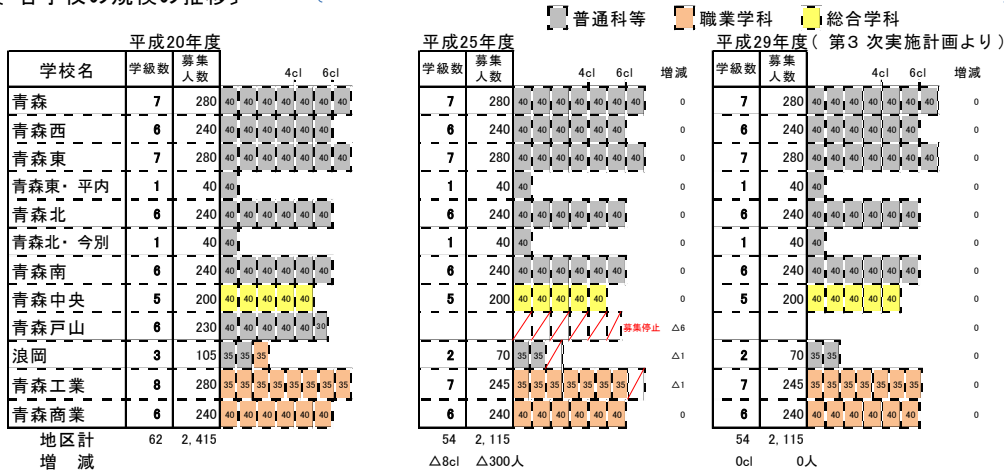 普通科等 職業学科 総合学科
平成20年度 平成25年度 平成29年度( 第3 次実施計画より)
学校名 学級数 募集人数 4cl 6cl 学級数 募集人数 4cl 6cl 増減 学級数 募集人数 4cl 6cl 増減
青森 7 280 40 40 40 40 40 40 40 7 280 40 40 40 40 40 40 40 0 7 280 40 40 40 40 40 40 40 0
青森西 6 240 40 40 40 40 40 40 6 240 40 40 40 40 40 40 0 6 240 40 40 40 40 40 40 0
青森東 7 280 40 40 40 40 40 40 40 7 280 40 40 40 40 40 40 40 0 7 280 40 40 40 40 40 40 40 0
青森東・平内 1 40 40 1 40 40 0 1 40 40 0
青森北 6 240 40 40 40 40 40 40 6 240 40 40 40 40 40 40 0 6 240 40 40 40 40 40 40 0
青森北・今別 1 40 40 1 40 40 0 1 40 40 0
青森南 6 240 40 40 40 40 40 40 6 240 40 40 40 40 40 40 0 6 240 40 40 40 40 40 40 0
青森中央 5 200 40 40 40 40 40 5 200 40 40 40 40 40 0 5 200 40 40 40 40 40 0
青森戸山 6 230 40 40 40 40 40 30 募集停止 △6 0
浪岡 3 105 35 35 35 2 70 35 35 △1 2 70 35 35 0
青森工業 8 280 35 35 35 35 35 35 35 35 7 245 35 35 35 35 35 35 35 △1 7 245 35 35 35 35 35 35 35 0
青森商業 6 240 40 40 40 40 40 40 6 240 40 40 40 40 40 40 0 6 240 40 40 40 40 40 40 0
地区計 62 2,415 54 2,115 54 2,115
増 減 △8cl △300人 0cl 0人